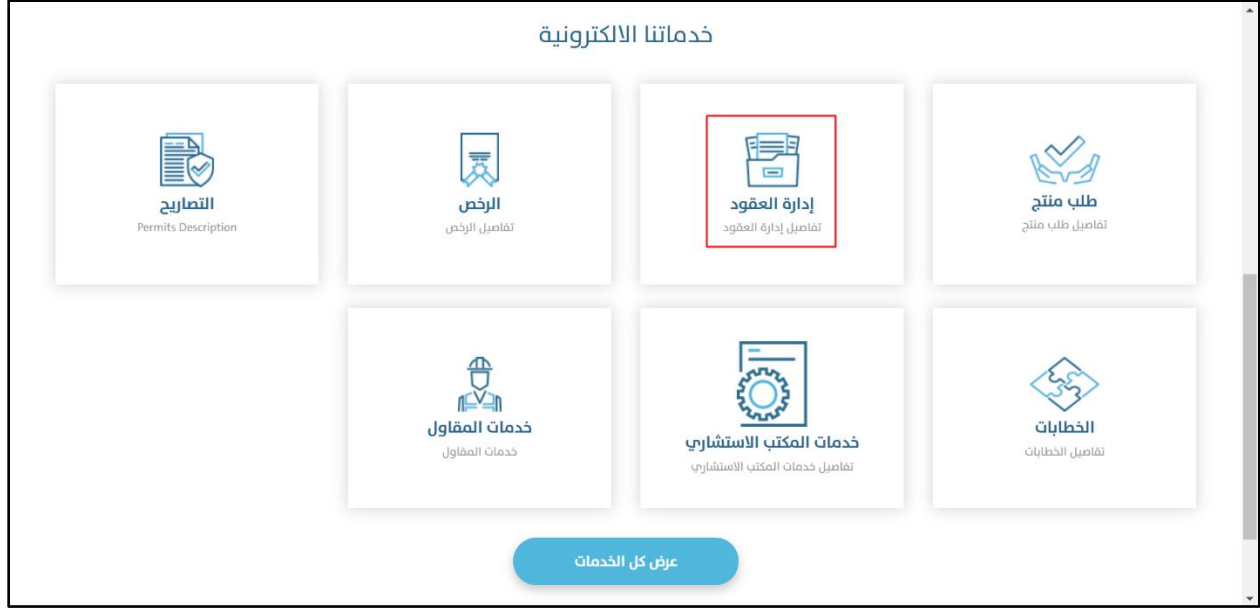 خدماتنا الالكترونية
طلب منتج
تفاصيل طلب منتج
إدارة العقود
تفاصيل إدارة العقود
الرخص
تفاصيل الرخص
التصاريح
Permits Description
الخطابات
تفاصيل الخطابات
خدمات المكتب الاستشاري
تفاصيل خدمات المكتب الاستشاري
خدمات المقاول
خدمات المقاول
عرض كل الخدمات